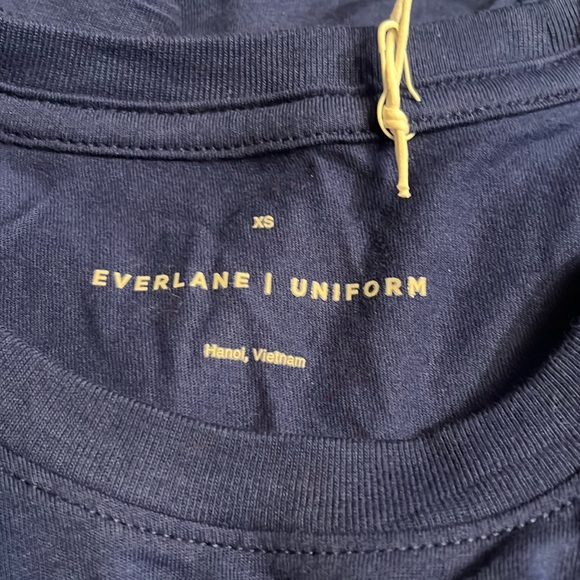 XS
EVERLANE | UNIFORM
Hanoi, Vietnam